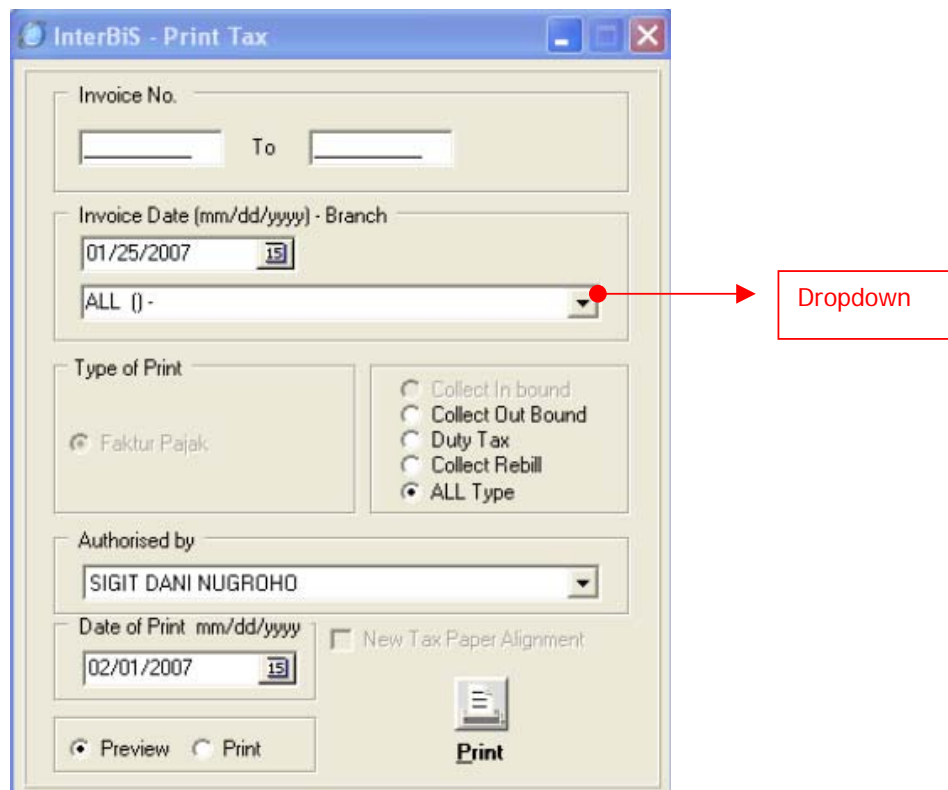 InterBiS - Print Tax
Invoice No.
To
Invoice Date (mm/dd/yyyy) - Branch
01/25/2007
15
ALL () -
Dropdown
Type of Print
Faktur Pajak
Collect In bound
Collect Out Bound
Duty Tax
Collect Rebill
ALL Type
Authorised by
SIGIT DANI NUGROHO
Date of Print mm/dd/yyyy
New Tax Paper Alignment
02/01/2007
15
Preview
Print
Print